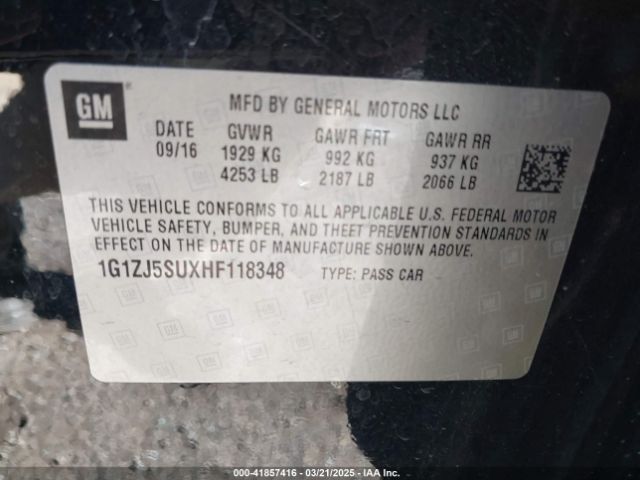 GM
MFD BY GENERAL MOTORS LLC
DATE GVWR GAWR FRT GAWR RR
09/16 1929 KG 992 KG 937 KG
4253 LB 2187 LB 2066 LB
THIS VEHICLE CONFORMS TO ALL APPLICABLE U.S. FEDERAL MOTOR
VEHICLE SAFETY, BUMPER, AND THEFT PREVENTION STANDARDS IN
EFFECT ON THE DATE OF MANUFACTURE SHOWN ABOVE.
1G1ZJ5SUXHF118348 TYPE: PASS CAR
000-41857416 - 03/21/2025 - IAAI.COM